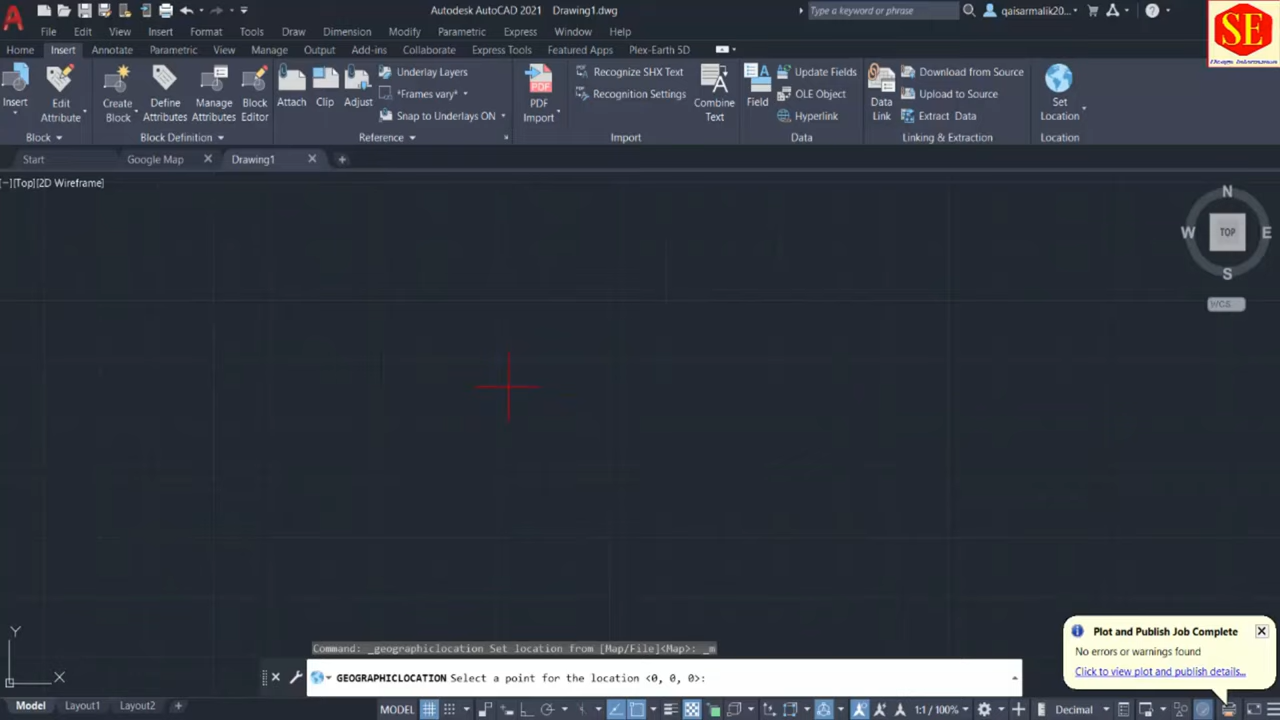 Autodesk AutoCAD 2021 Drawing1.dwg
Type a keyword or phrase
qaisarmalik20...
File Edit View Insert Format Tools Draw Dimension Modify Parametric Express Window Help
Home Insert Annotate Parametric View Manage Output Add-ins Collaborate Express Tools Featured Apps Plex-Earth 5D
SE
Insert
Edit Attribute
Create Block
Define Attributes
Manage Attributes
Block Editor
Attach
Clip
Adjust
Underlay Layers
*Frames vary*
Snap to Underlays ON
PDF Import
Recognize SHX Text
Recognition Settings
Combine Text
Field
Update Fields
OLE Object
Hyperlink
Data Link
Download from Source
Upload to Source
Extract Data
Set Location
Block Block Definition Reference Import Data Linking & Extraction Location
Start Google Map Drawing1
[−][Top][2D Wireframe]
N
W TOP E
S
WCS
Y
X
Command: _geographiclocation Set location from [Map/File]<Map>: _m
GEOGRAPHICLOCATION Select a point for the location <0, 0, 0>:
Plot and Publish Job Complete
No errors or warnings found
Click to view plot and publish details...
Model Layout1 Layout2
MODEL 1:1 / 100% Decimal